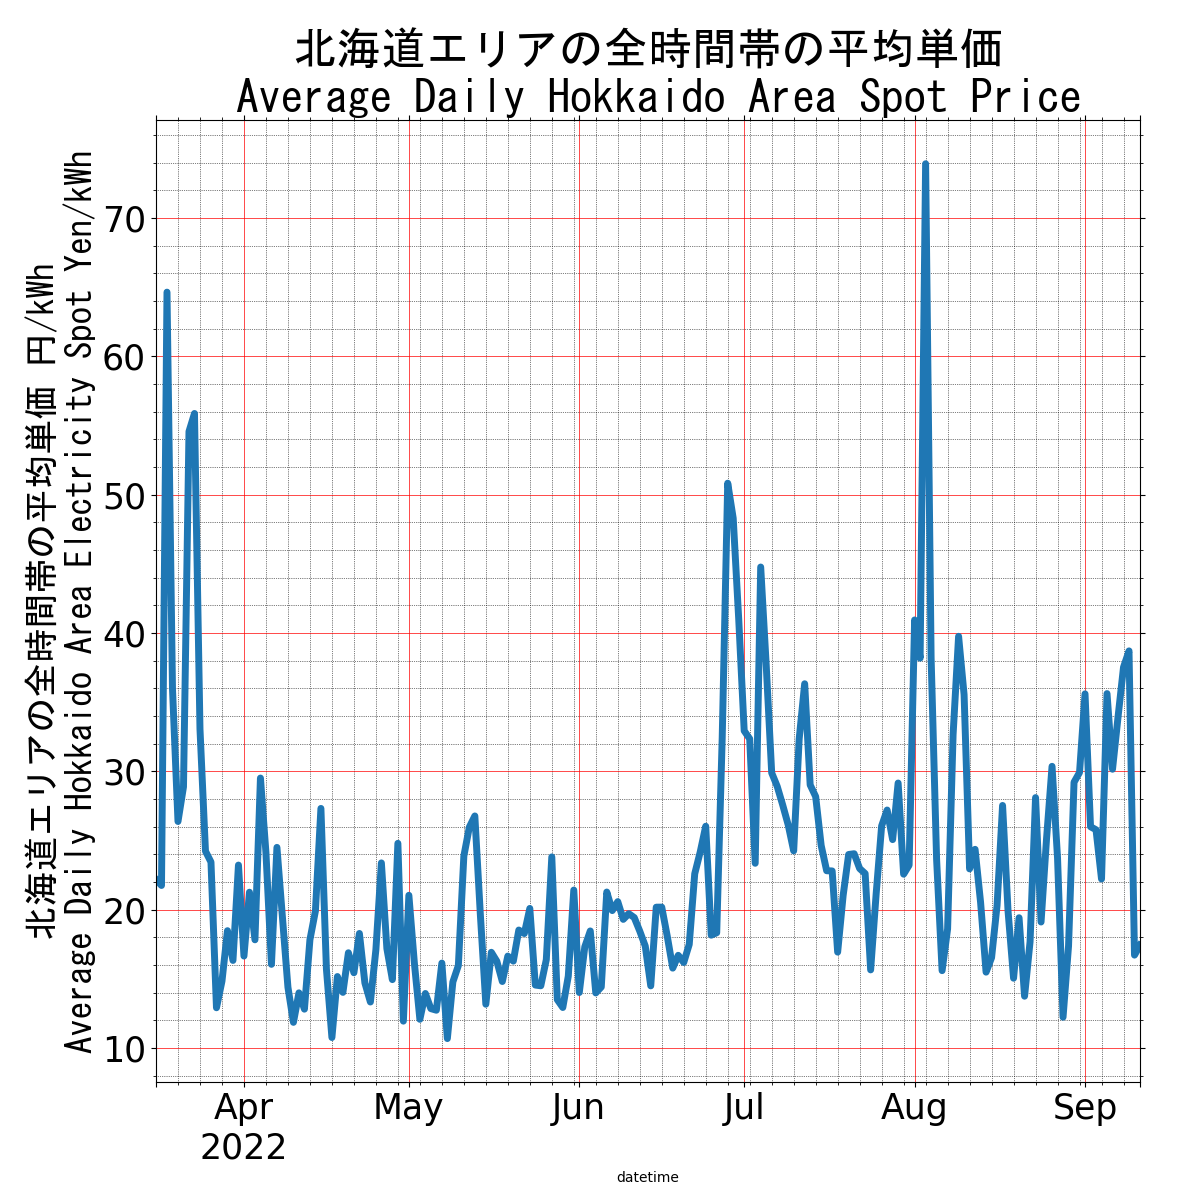 北海道エリアの全時間帯の平均単価
Average Daily Hokkaido Area Spot Price
北海道エリアの全時間帯の平均単価 円/kWh
Average Daily Hokkaido Area Electricity Spot Yen/kWh
70
60
50
40
30
20
10
Apr May Jun Jul Aug Sep
2022
datetime